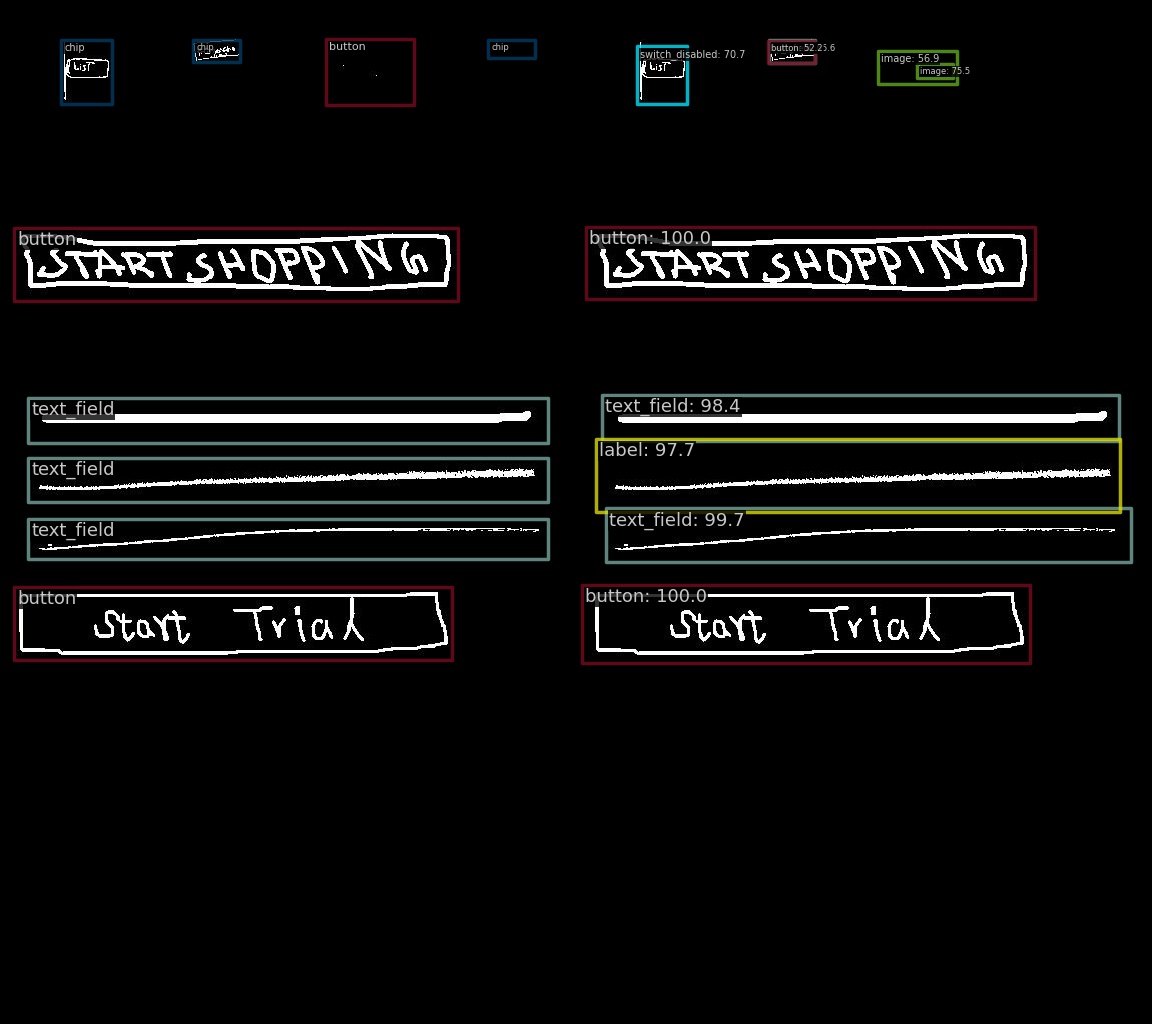 chip chip button chip switch_disabled: 70.7 button: 52.2 image: 56.9
LIST LIST image: 75.5
button button: 100.0
START SHOPPING START SHOPPING
text_field text_field: 98.4
text_field label: 97.7
text_field text_field: 99.7
button button: 100.0
Start Trial Start Trial